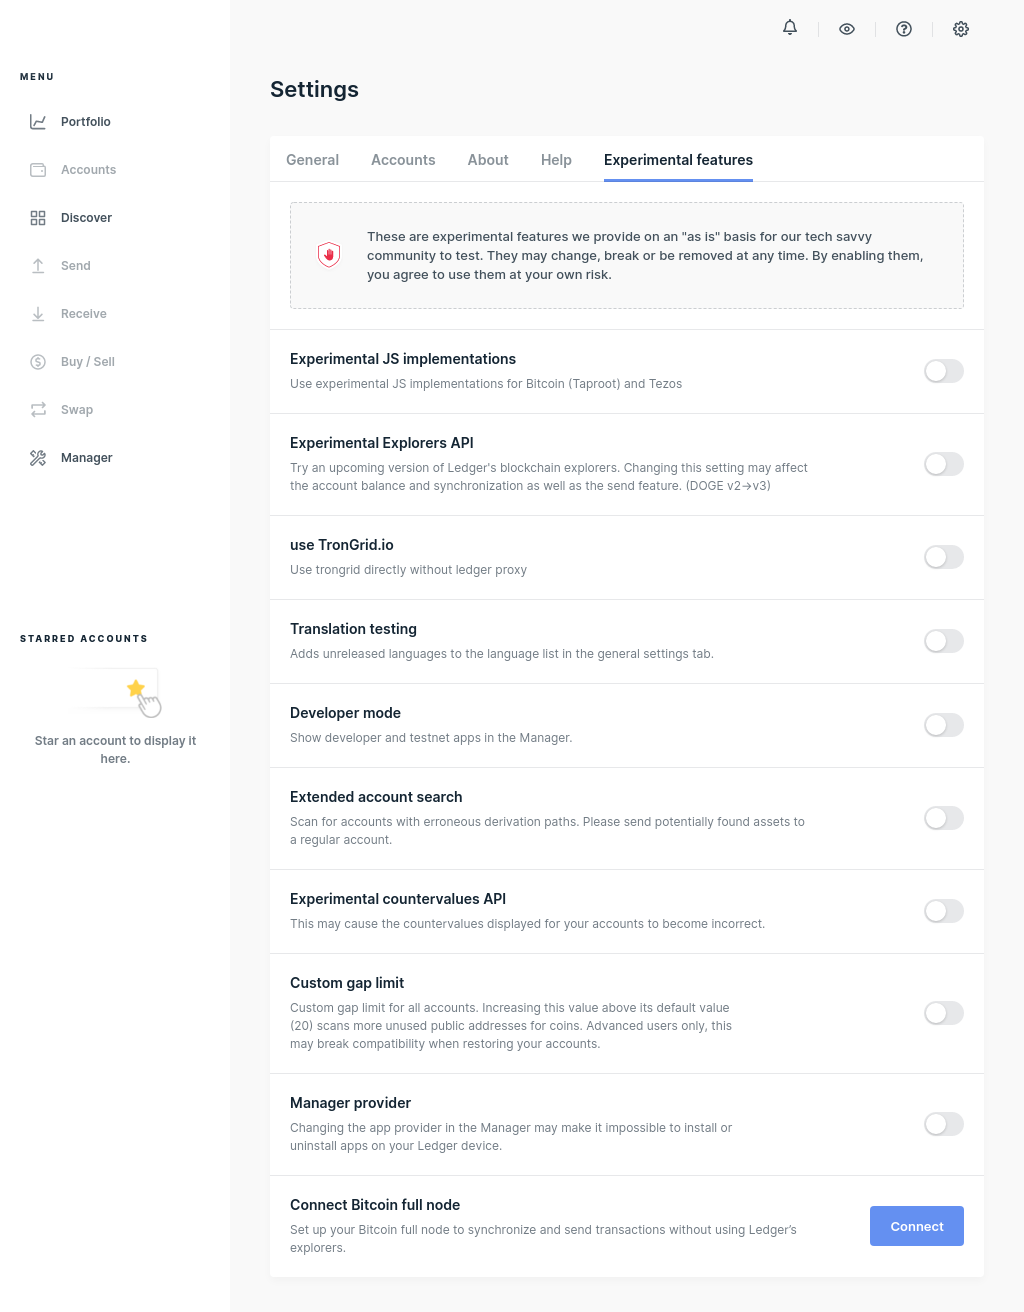 MENU
Portfolio
Accounts
Discover
Send
Receive
Buy / Sell
Swap
Manager
STARRED ACCOUNTS
Star an account to display it
here.
Settings
General
Accounts
About
Help
Experimental features
These are experimental features we provide on an "as is" basis for our tech savvy
community to test. They may change, break or be removed at any time. By enabling them,
you agree to use them at your own risk.
Experimental JS implementations
Use experimental JS implementations for Bitcoin (Taproot) and Tezos
Experimental Explorers API
Try an upcoming version of Ledger's blockchain explorers. Changing this setting may affect
the account balance and synchronization as well as the send feature. (DOGE v2→v3)
use TronGrid.io
Use trongrid directly without ledger proxy
Translation testing
Adds unreleased languages to the language list in the general settings tab.
Developer mode
Show developer and testnet apps in the Manager.
Extended account search
Scan for accounts with erroneous derivation paths. Please send potentially found assets to
a regular account.
Experimental countervalues API
This may cause the countervalues displayed for your accounts to become incorrect.
Custom gap limit
Custom gap limit for all accounts. Increasing this value above its default value
(20) scans more unused public addresses for coins. Advanced users only, this
may break compatibility when restoring your accounts.
Manager provider
Changing the app provider in the Manager may make it impossible to install or
uninstall apps on your Ledger device.
Connect Bitcoin full node
Set up your Bitcoin full node to synchronize and send transactions without using Ledger’s
explorers.
Connect